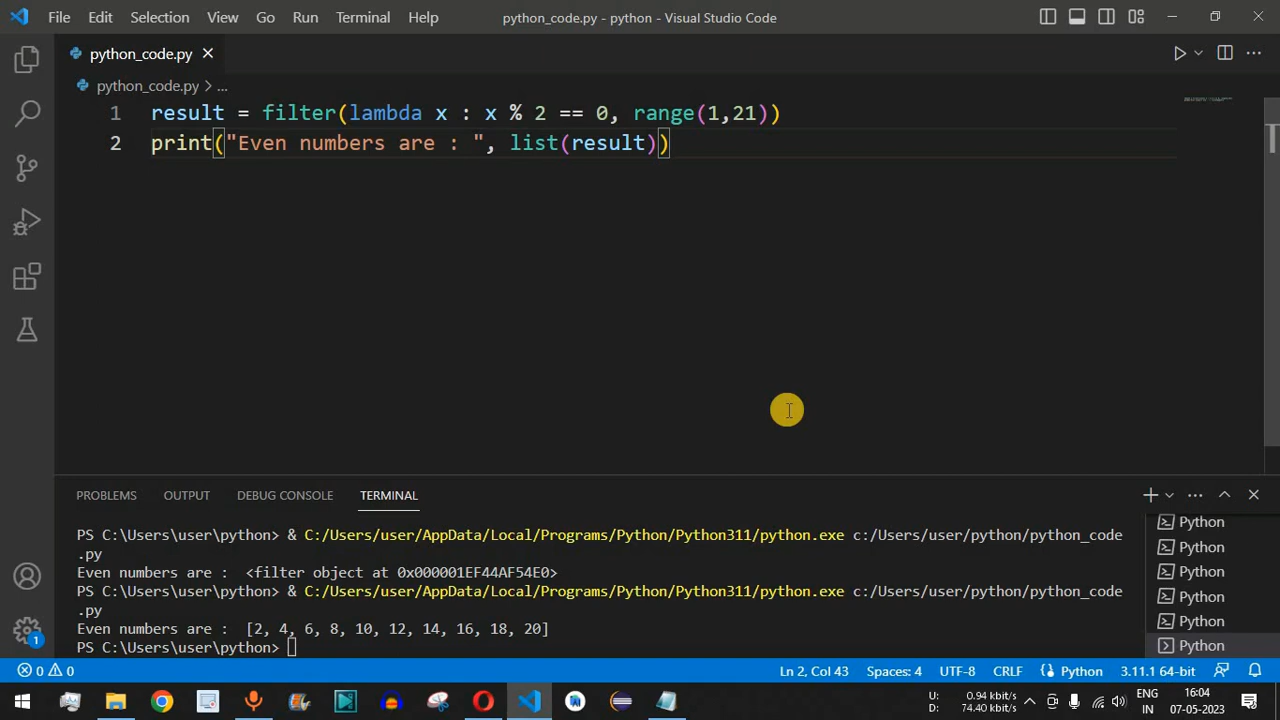 File Edit Selection View Go Run Terminal Help python_code.py - python - Visual Studio Code
python_code.py
python_code.py > ...
1 result = filter(lambda x : x % 2 == 0, range(1,21))
2 print("Even numbers are : ", list(result))
PROBLEMS OUTPUT DEBUG CONSOLE TERMINAL
PS C:\Users\user\python> & C:/Users/user/AppData/Local/Programs/Python/Python311/python.exe c:/Users/user/python/python_code
.py
Even numbers are :  <filter object at 0x000001EF44AF54E0>
PS C:\Users\user\python> & C:/Users/user/AppData/Local/Programs/Python/Python311/python.exe c:/Users/user/python/python_code
.py
Even numbers are :  [2, 4, 6, 8, 10, 12, 14, 16, 18, 20]
PS C:\Users\user\python>
Python
Python
Python
Python
Python
Python
1
0 0 Ln 2, Col 43 Spaces: 4 UTF-8 CRLF Python 3.11.1 64-bit
U: 0.94 kbit/s
D: 74.40 kbit/s
ENG
IN
16:04
07-05-2023